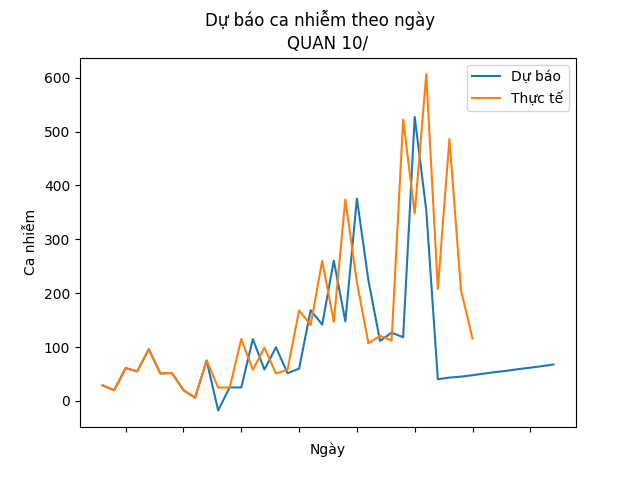 Dự báo ca nhiễm theo ngày
QUAN 10/
Dự báo
Thực tế
600
500
400
300
200
100
0
Ca nhiễm
Ngày